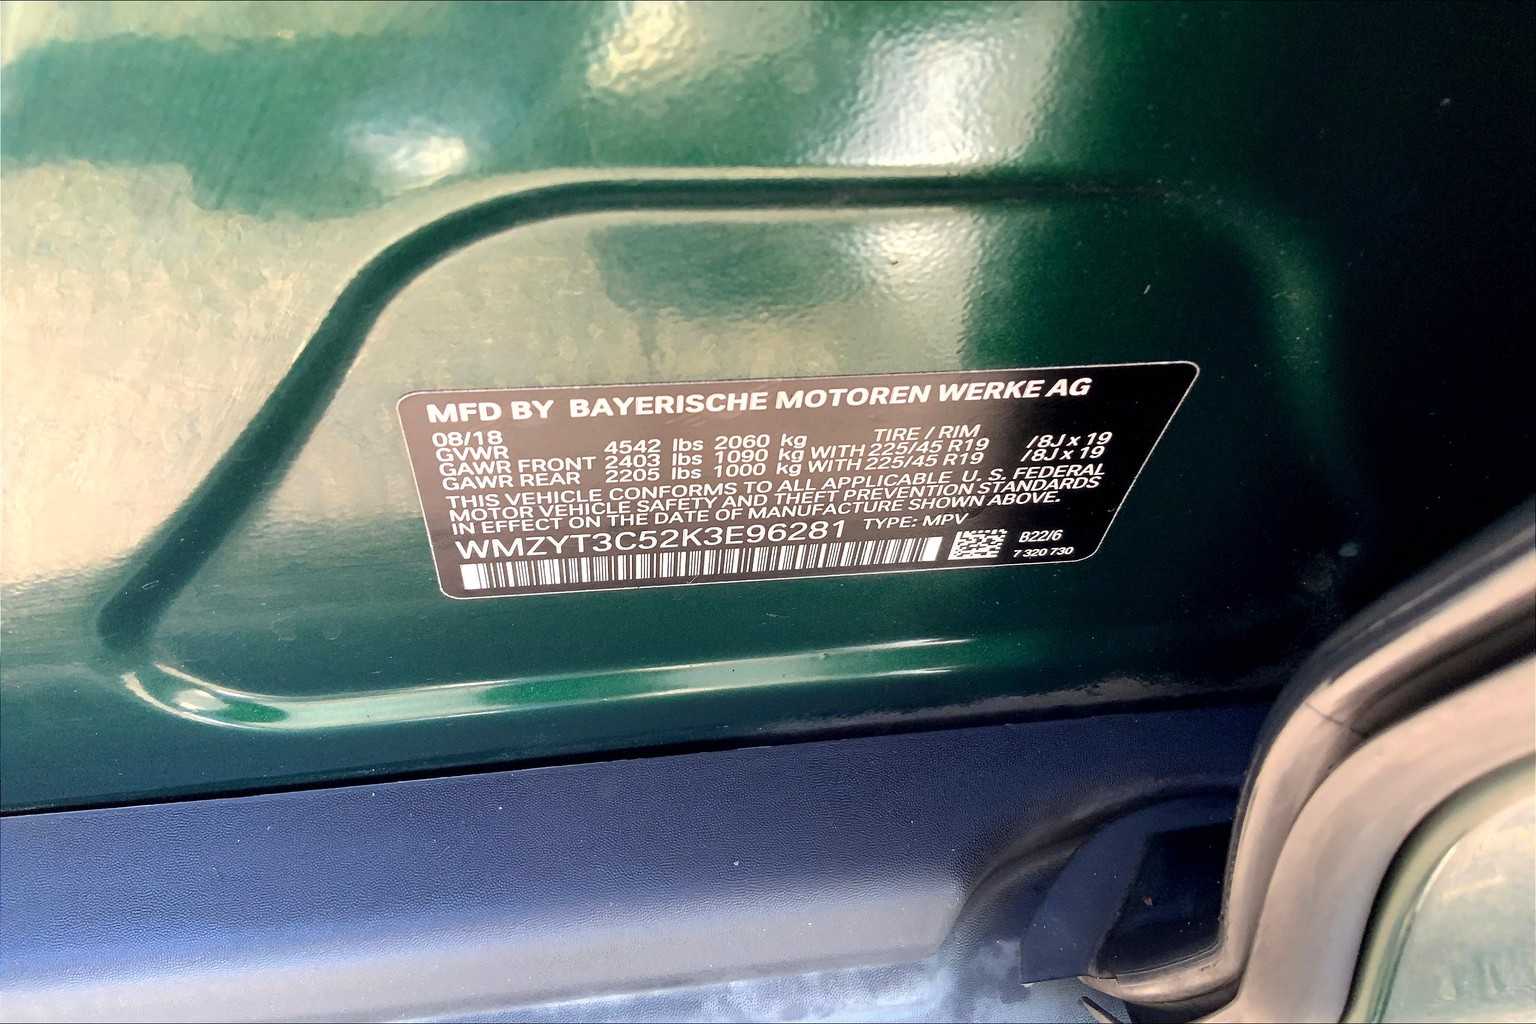 MFD BY BAYERISCHE MOTOREN WERKE AG
08/18 TIRE / RIM
GVWR 4542 lbs 2060 kg
GAWR FRONT 2403 lbs 1090 kg WITH 225/45 R19 /8J x 19
GAWR REAR 2205 lbs 1000 kg WITH 225/45 R19 /8J x 19
THIS VEHICLE CONFORMS TO ALL APPLICABLE U. S. FEDERAL
MOTOR VEHICLE SAFETY AND THEFT PREVENTION STANDARDS
IN EFFECT ON THE DATE OF MANUFACTURE SHOWN ABOVE.
WMZYT3C52K3E96281 TYPE: MPV
B22/6
7 320 730